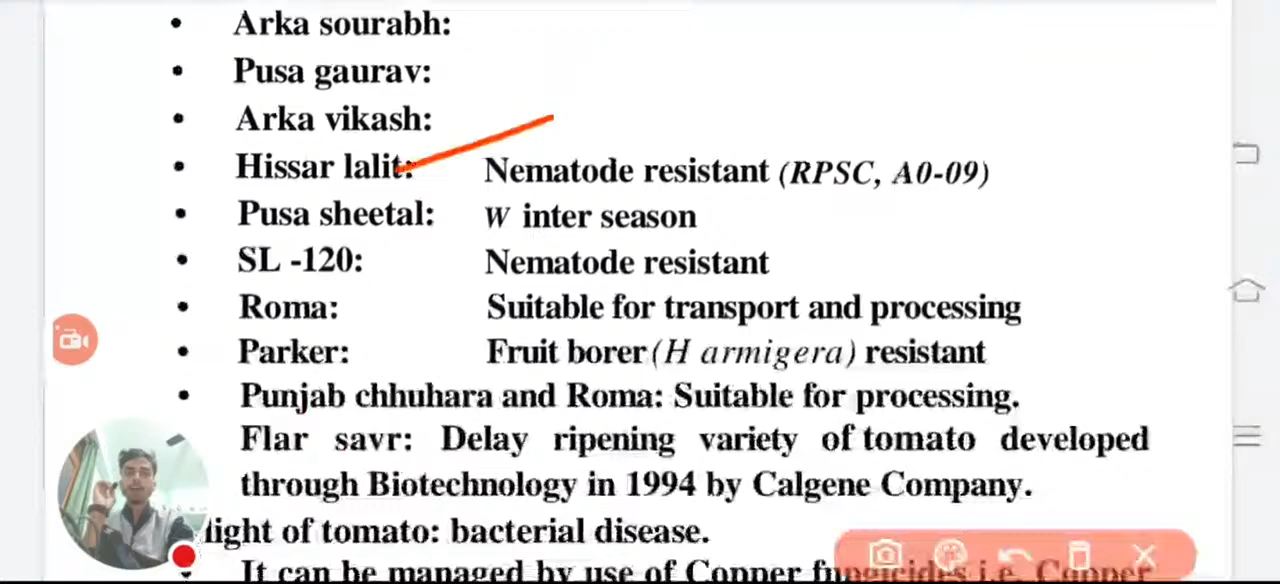 • Arka sourabh:
• Pusa gaurav:
• Arka vikash:
• Hissar lalit: Nematode resistant (RPSC, A0-09)
• Pusa sheetal: W inter season
• SL -120: Nematode resistant
• Roma: Suitable for transport and processing
• Parker: Fruit borer (H armigera) resistant
• Punjab chhuhara and Roma: Suitable for processing.
Flar savr: Delay ripening variety of tomato developed
through Biotechnology in 1994 by Calgene Company.
light of tomato: bacterial disease.
• It can be managed by use of Copper fungicides i.e. Copper